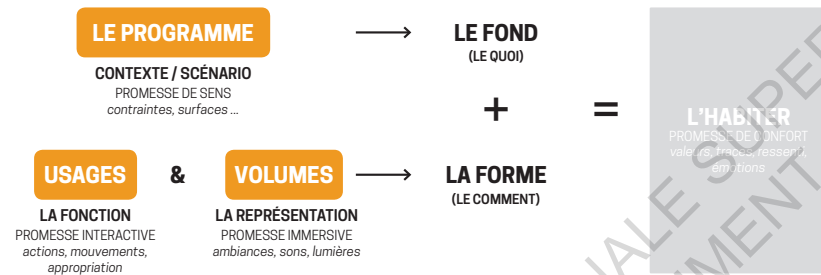 LE PROGRAMME
CONTEXTE / SCÉNARIO
PROMESSE DE SENS
contraintes, surfaces ...
LE FOND
(LE QUOI)
+
=
L'HABITER
PROMESSE DE CONFORT
valeurs, traces, ressenti,
émotions
USAGES
&
VOLUMES
LA FONCTION
PROMESSE INTERACTIVE
actions, mouvements,
appropriation
LA REPRÉSENTATION
PROMESSE IMMERSIVE
ambiances, sons, lumières
LA FORME
(LE COMMENT)